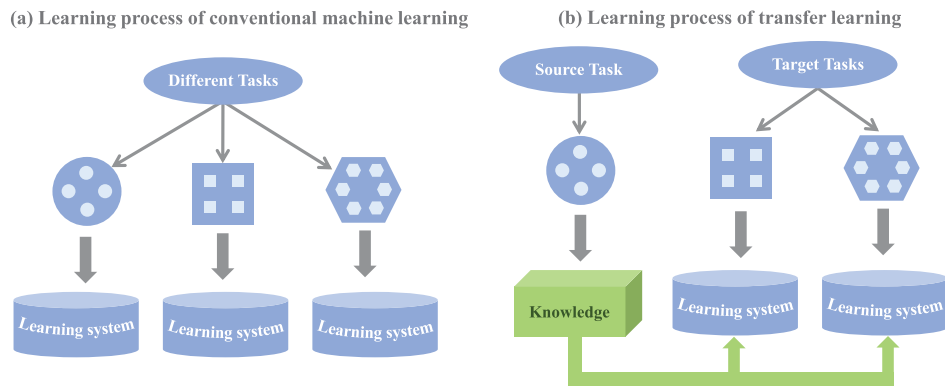 (a) Learning process of conventional machine learning
Different Tasks
Learning system
Learning system
Learning system
(b) Learning process of transfer learning
Source Task
Target Tasks
Knowledge
Learning system
Learning system